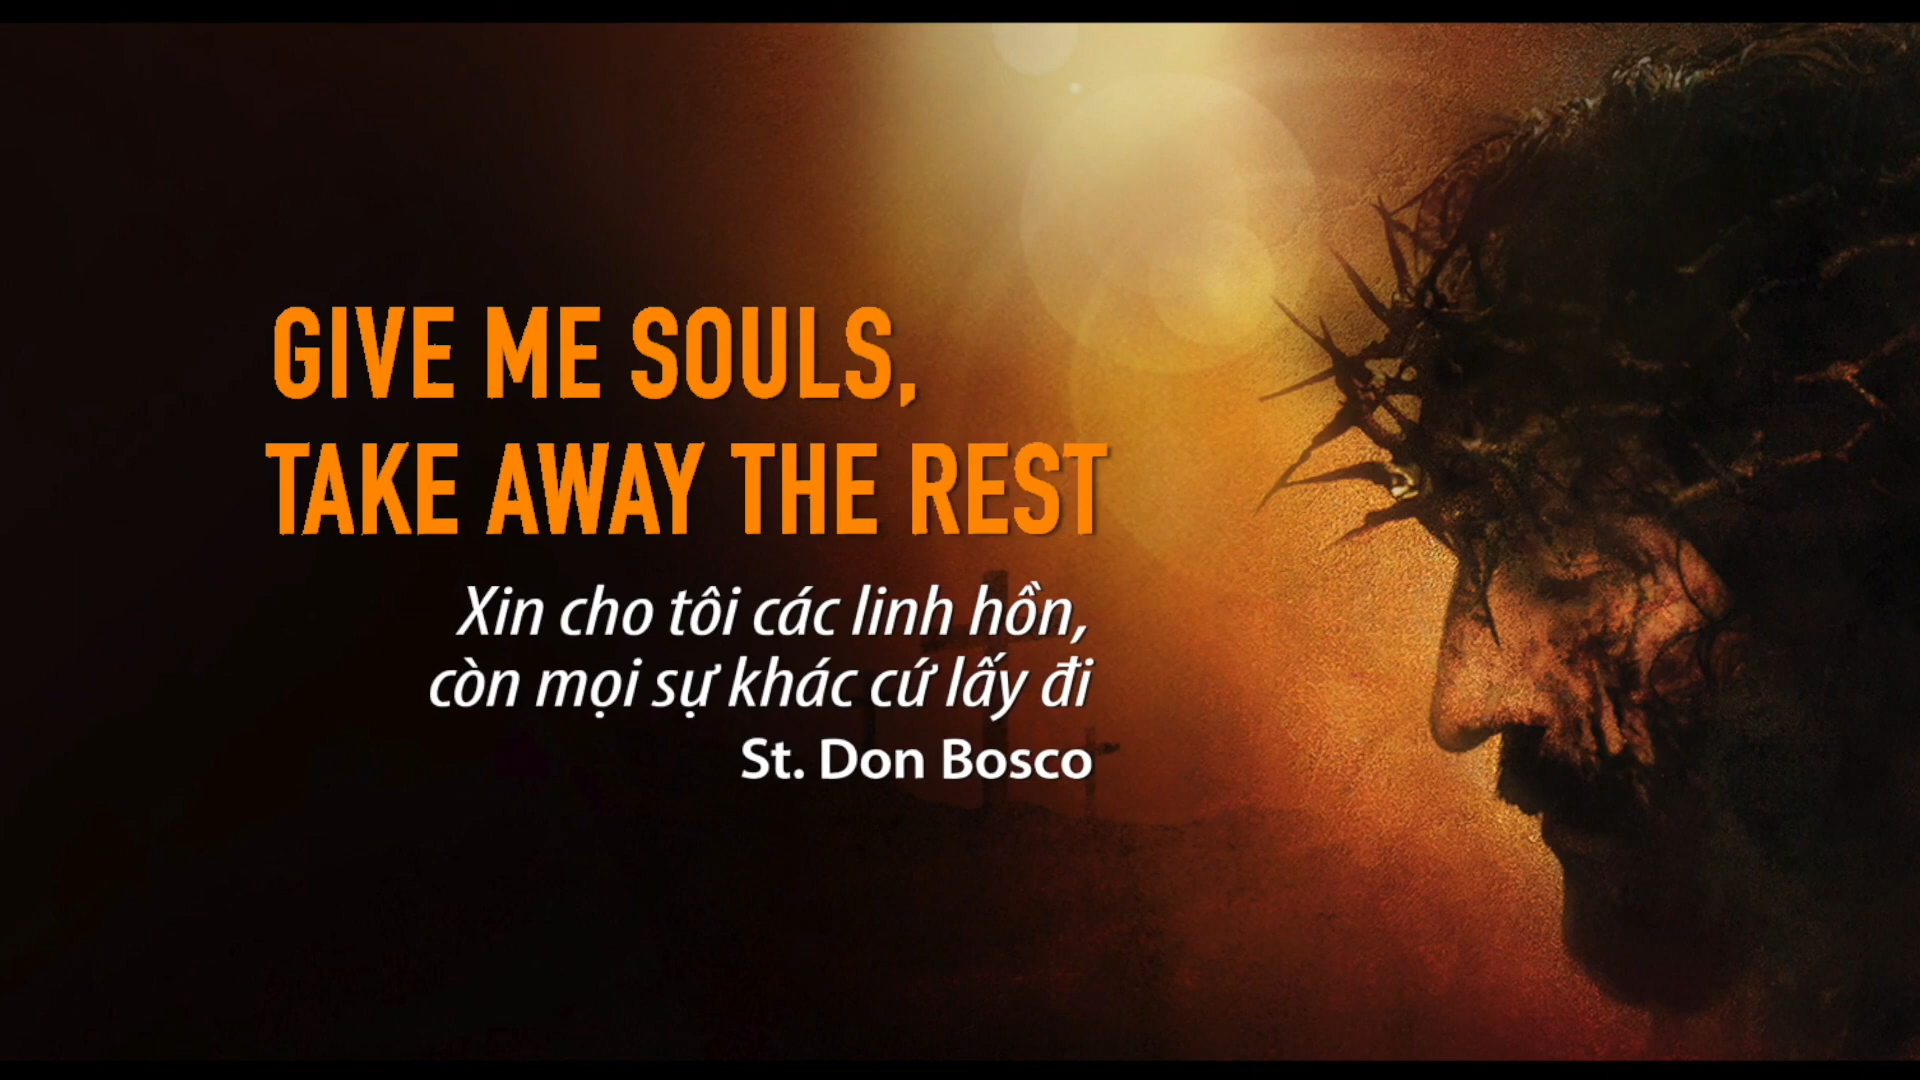 GIVE ME SOULS,
TAKE AWAY THE REST
Xin cho tôi các linh hồn,
còn mọi sự khác cứ lấy đi
St. Don Bosco